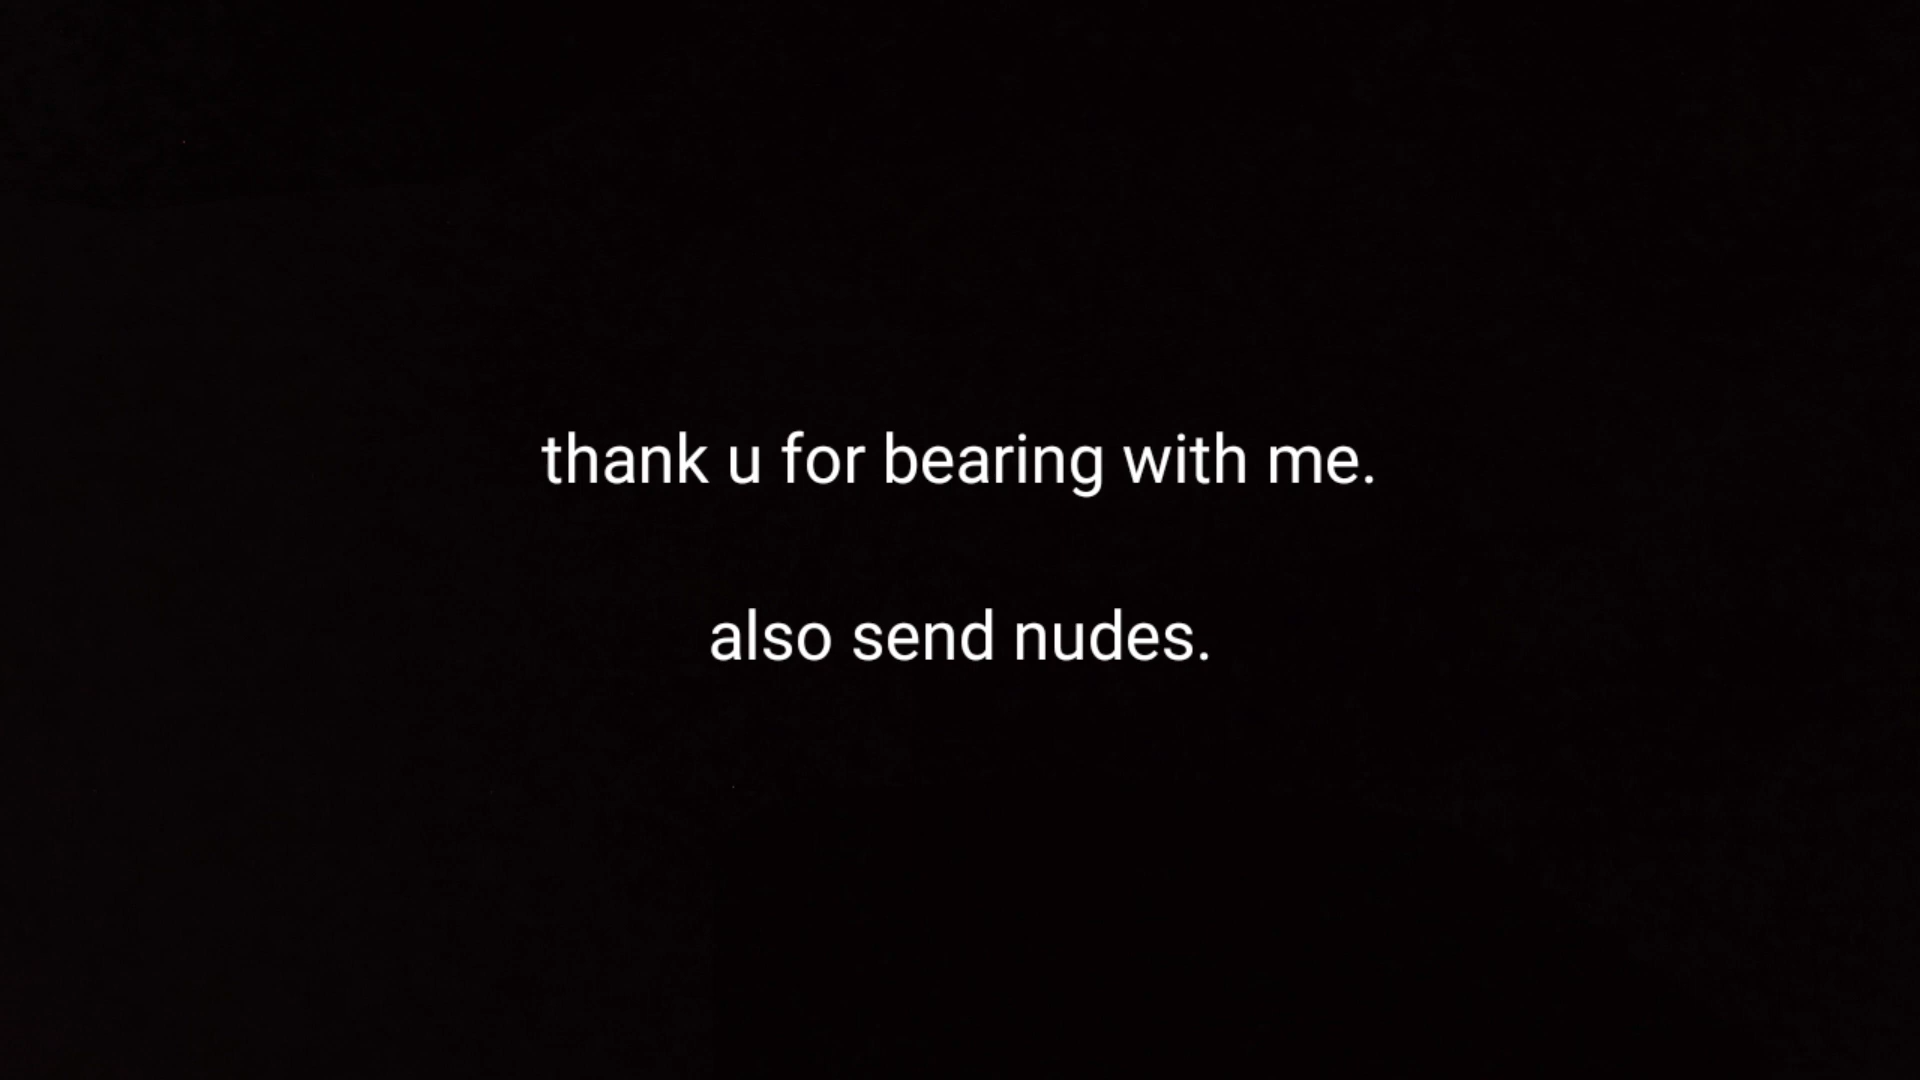 thank u for bearing with me.
also send nudes.